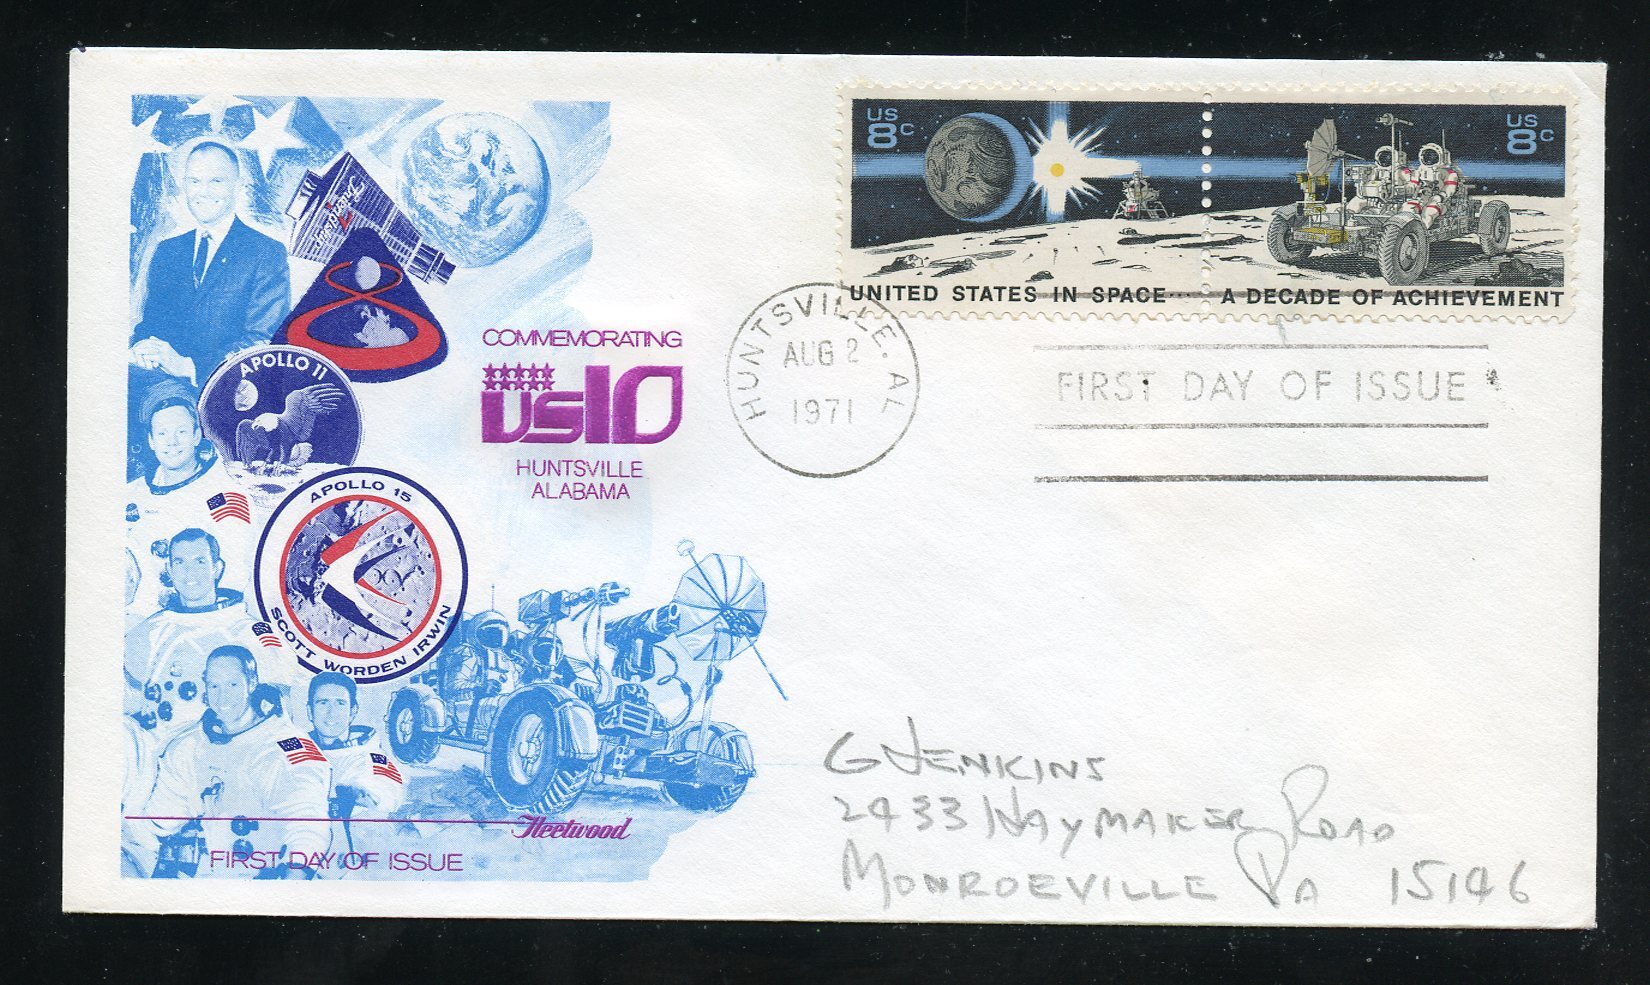 US
8c
US
8c
UNITED STATES IN SPACE... A DECADE OF ACHIEVEMENT
HUNTSVILLE. AL
AUG 2
1971
FIRST DAY OF ISSUE
COMMEMORATING
US10
HUNTSVILLE
ALABAMA
8
APOLLO 11
APOLLO 15
SCOTT WORDEN IRWIN
Fleetwood
FIRST DAY OF ISSUE
G JENKINS
2433 HAYMAKER ROAD
MONROEVILLE PA 15146